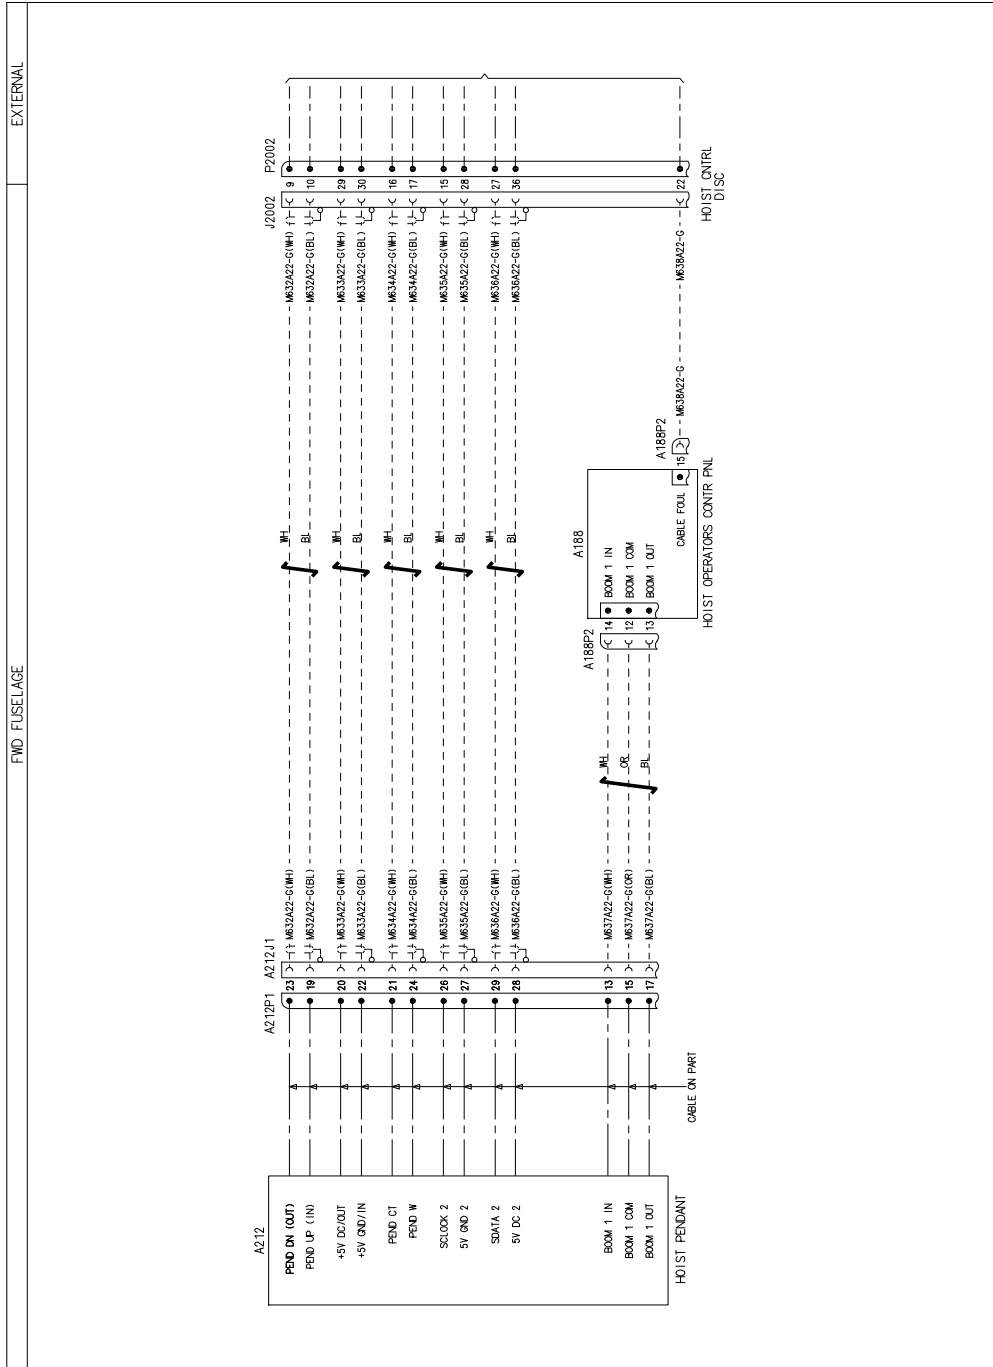 EXTERNAL
FWD FUSELAGE
P2002
J2002
9
10
29
30
16
17
15
28
27
36
22
HOIST CNTRL
DISC
M632A22-G(WH)
M632A22-G(BL)
M633A22-G(WH)
M633A22-G(BL)
M634A22-G(WH)
M634A22-G(BL)
M635A22-G(WH)
M635A22-G(BL)
M636A22-G(WH)
M636A22-G(BL)
M638A22-G
M638A22-G
A188P2
15
CABLE FOUL
A188
BOOM 1 IN
BOOM 1 COM
BOOM 1 OUT
HOIST OPERATORS CONTR PNL
14
12
13
A188P2
WH
BL
WH
BL
WH
BL
WH
BL
WH
BL
WH
OR
BL
M632A22-G(WH)
M632A22-G(BL)
M633A22-G(WH)
M633A22-G(BL)
M634A22-G(WH)
M634A22-G(BL)
M635A22-G(WH)
M635A22-G(BL)
M636A22-G(WH)
M636A22-G(BL)
M637A22-G(WH)
M637A22-G(OR)
M637A22-G(BL)
A212J1
A212P1
23
19
20
22
21
24
26
27
29
28
13
15
17
CABLE ON PART
A212
PEND DN (OUT)
PEND UP (IN)
+5V DC/OUT
+5V GND/IN
PEND CT
PEND W
SCLOCK 2
5V GND 2
SDATA 2
5V DC 2
BOOM 1 IN
BOOM 1 COM
BOOM 1 OUT
HOIST PENDANT